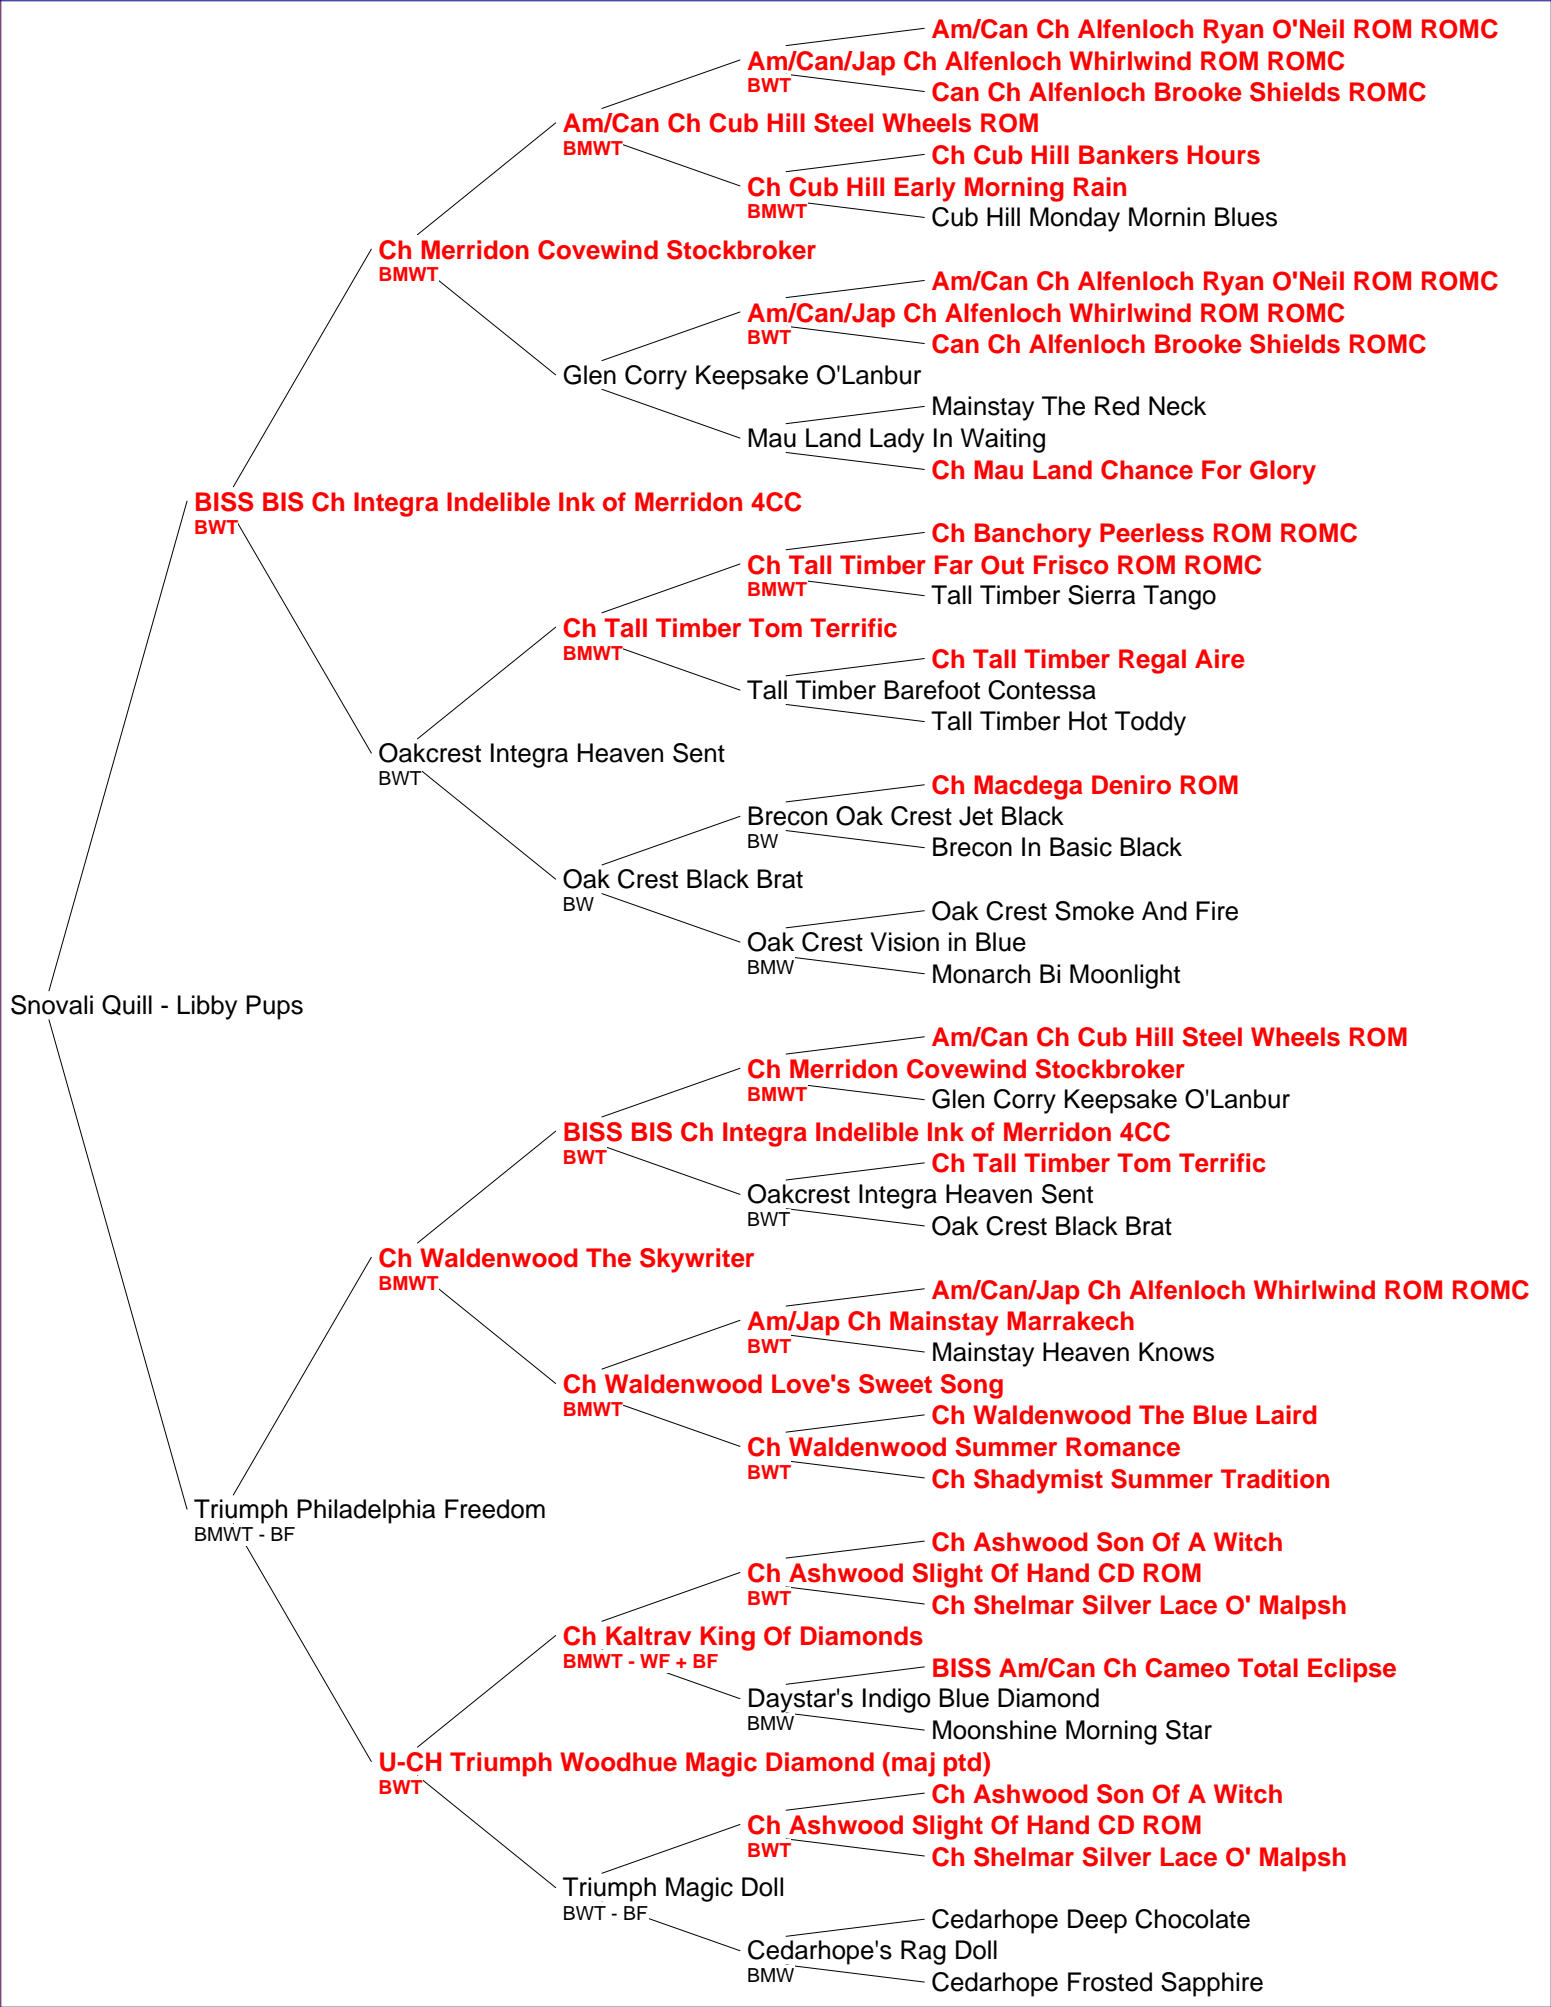 Am/Can Ch Alfenloch Ryan O'Neil ROM ROMC
Am/Can/Jap Ch Alfenloch Whirlwind ROM ROMC
BWT
Can Ch Alfenloch Brooke Shields ROMC
Am/Can Ch Cub Hill Steel Wheels ROM
BMWT
Ch Cub Hill Bankers Hours
Ch Cub Hill Early Morning Rain
BMWT
Cub Hill Monday Mornin Blues
Ch Merridon Covewind Stockbroker
BMWT
Am/Can Ch Alfenloch Ryan O'Neil ROM ROMC
Am/Can/Jap Ch Alfenloch Whirlwind ROM ROMC
BWT
Can Ch Alfenloch Brooke Shields ROMC
Glen Corry Keepsake O'Lanbur
Mainstay The Red Neck
Mau Land Lady In Waiting
Ch Mau Land Chance For Glory
BISS BIS Ch Integra Indelible Ink of Merridon 4CC
BWT
Ch Banchory Peerless ROM ROMC
Ch Tall Timber Far Out Frisco ROM ROMC
BMWT
Tall Timber Sierra Tango
Ch Tall Timber Tom Terrific
BMWT
Ch Tall Timber Regal Aire
Tall Timber Barefoot Contessa
Tall Timber Hot Toddy
Oakcrest Integra Heaven Sent
BWT
Ch Macdega Deniro ROM
Brecon Oak Crest Jet Black
BW
Brecon In Basic Black
Oak Crest Black Brat
BW
Oak Crest Smoke And Fire
Oak Crest Vision in Blue
BMW
Monarch Bi Moonlight
Snovali Quill - Libby Pups
Am/Can Ch Cub Hill Steel Wheels ROM
Ch Merridon Covewind Stockbroker
BMWT
Glen Corry Keepsake O'Lanbur
BISS BIS Ch Integra Indelible Ink of Merridon 4CC
BWT
Ch Tall Timber Tom Terrific
Oakcrest Integra Heaven Sent
BWT
Oak Crest Black Brat
Ch Waldenwood The Skywriter
BMWT
Am/Can/Jap Ch Alfenloch Whirlwind ROM ROMC
Am/Jap Ch Mainstay Marrakech
BWT
Mainstay Heaven Knows
Ch Waldenwood Love's Sweet Song
BMWT
Ch Waldenwood The Blue Laird
Ch Waldenwood Summer Romance
BWT
Ch Shadymist Summer Tradition
Triumph Philadelphia Freedom
BMWT - BF
Ch Ashwood Son Of A Witch
Ch Ashwood Slight Of Hand CD ROM
BWT
Ch Shelmar Silver Lace O' Malpsh
Ch Kaltrav King Of Diamonds
BMWT - WF + BF
BISS Am/Can Ch Cameo Total Eclipse
Daystar's Indigo Blue Diamond
BMW
Moonshine Morning Star
U-CH Triumph Woodhue Magic Diamond (maj ptd)
BWT
Ch Ashwood Son Of A Witch
Ch Ashwood Slight Of Hand CD ROM
BWT
Ch Shelmar Silver Lace O' Malpsh
Triumph Magic Doll
BWT - BF
Cedarhope Deep Chocolate
Cedarhope's Rag Doll
BMW
Cedarhope Frosted Sapphire